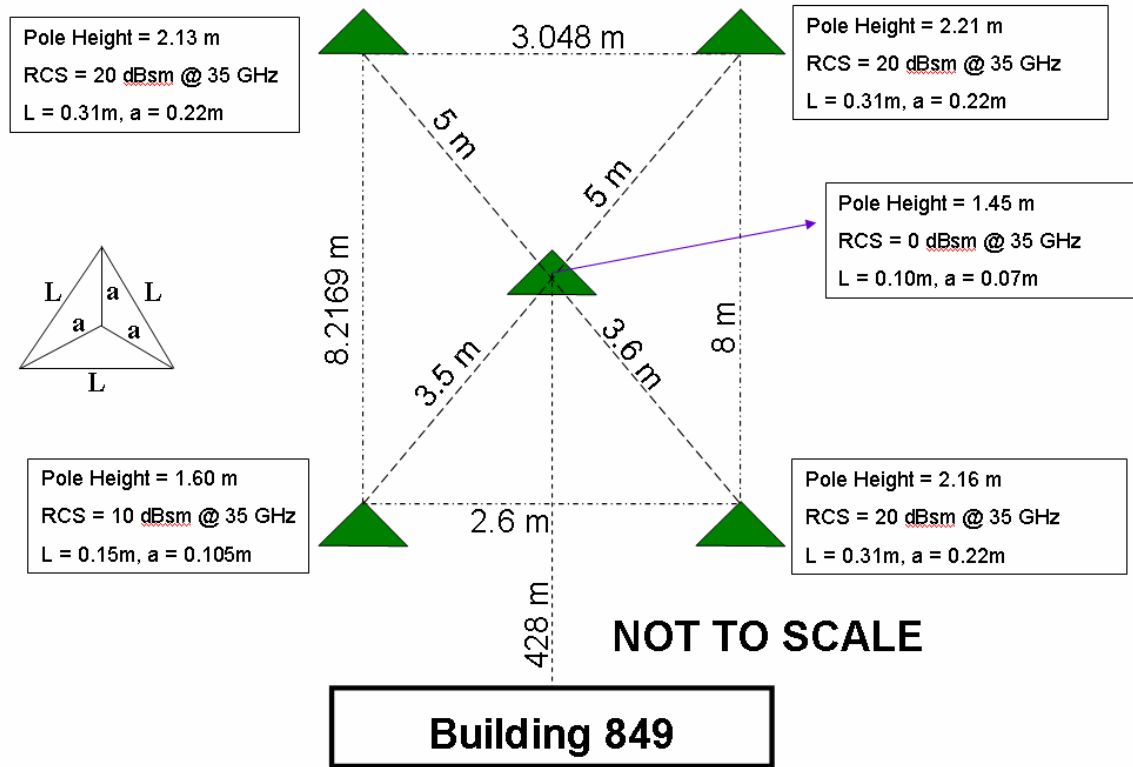 Pole Height = 2.13 m
RCS = 20 dBsm @ 35 GHz
L = 0.31m, a = 0.22m
3.048 m
Pole Height = 2.21 m
RCS = 20 dBsm @ 35 GHz
L = 0.31m, a = 0.22m
5 m
5 m
Pole Height = 1.45 m
RCS = 0 dBsm @ 35 GHz
L = 0.10m, a = 0.07m
L
a
L
a
a
L
8.2169 m
8 m
3.5 m
3.6 m
Pole Height = 1.60 m
RCS = 10 dBsm @ 35 GHz
L = 0.15m, a = 0.105m
2.6 m
Pole Height = 2.16 m
RCS = 20 dBsm @ 35 GHz
L = 0.31m, a = 0.22m
428 m
NOT TO SCALE
Building 849